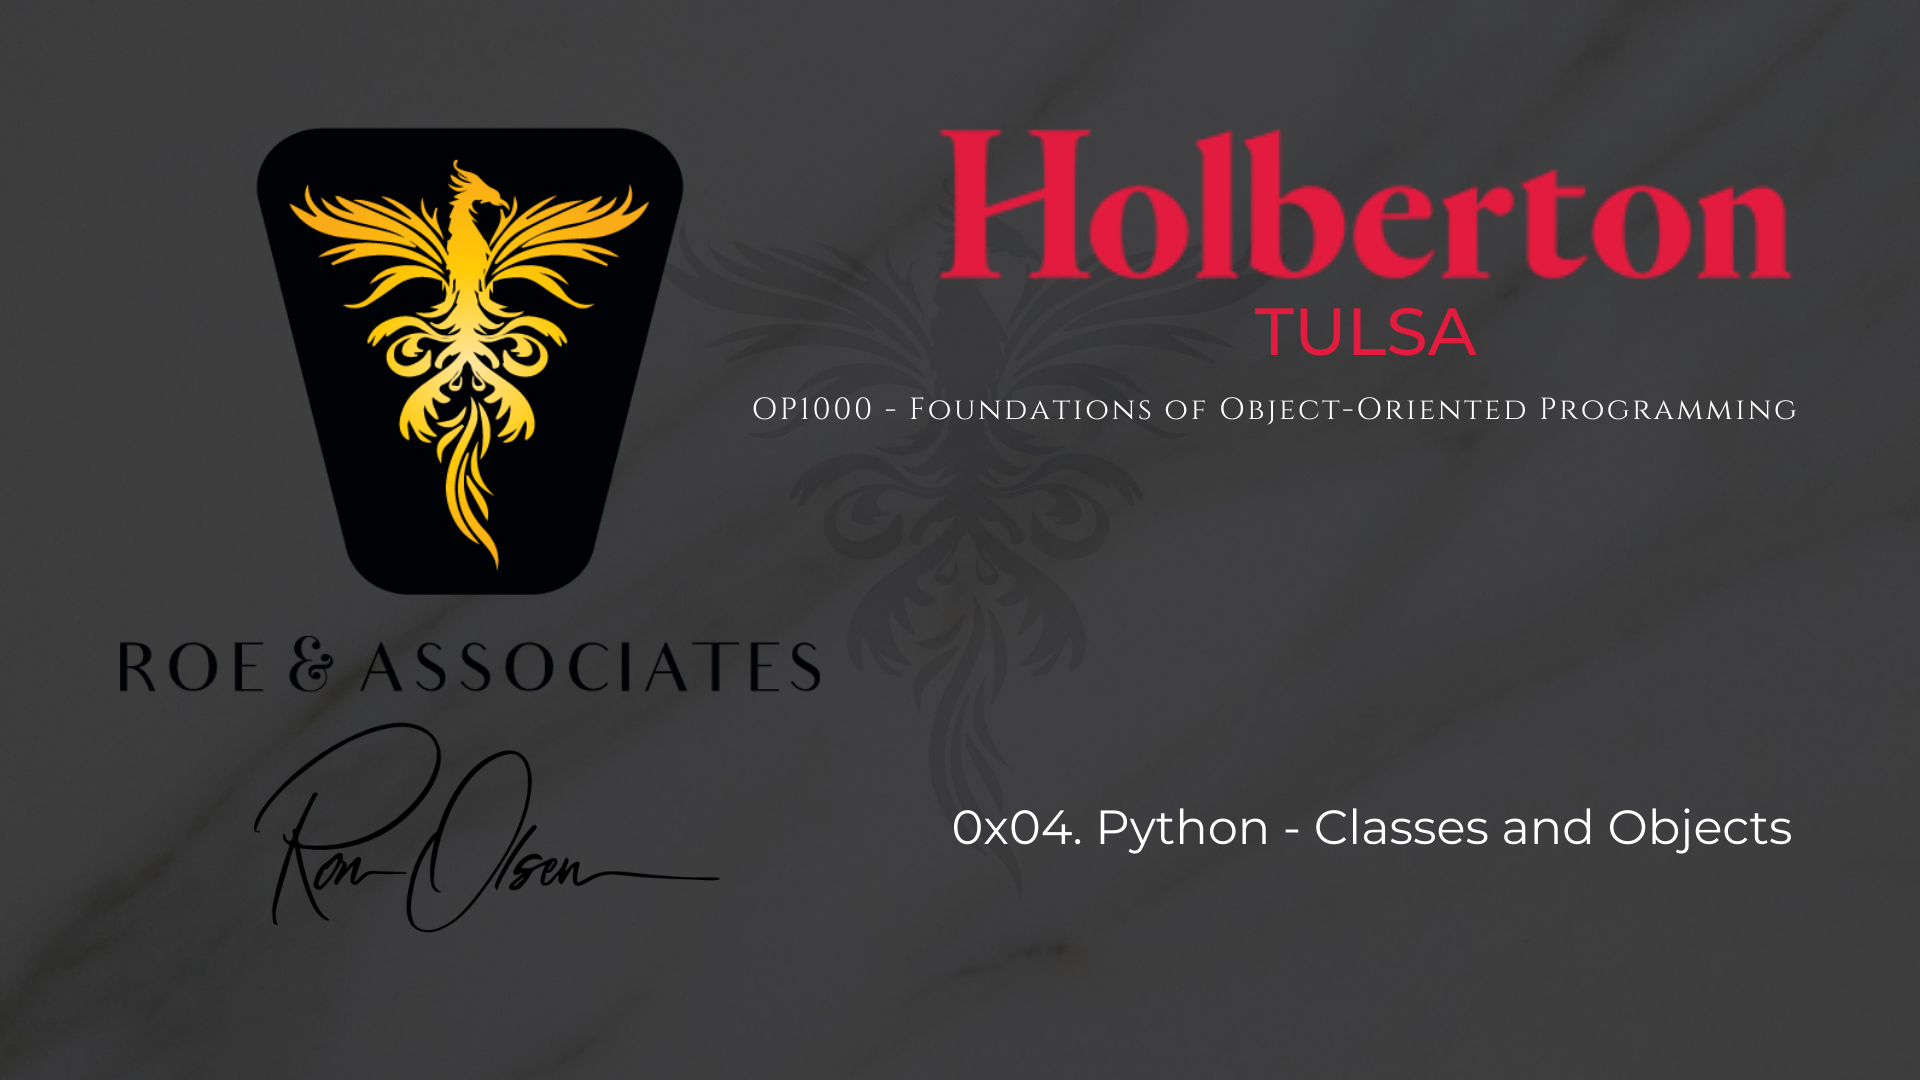 Holberton
TULSA
OP1000 - Foundations of Object-Oriented Programming
ROE & ASSOCIATES
Ron Olsen
0x04. Python - Classes and Objects